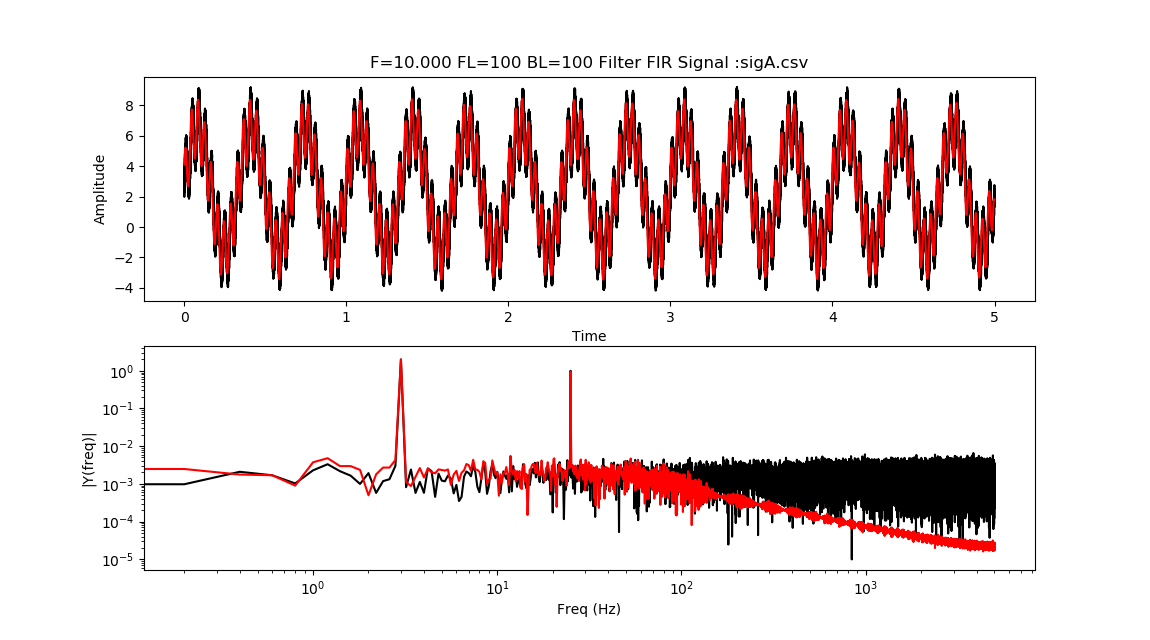 F=10.000 FL=100 BL=100 Filter FIR Signal :sigA.csv
Amplitude
8
6
4
2
0
−2
−4
0 1 2 3 4 5
Time
|Y(freq)|
10⁰
10⁻¹
10⁻²
10⁻³
10⁻⁴
10⁻⁵
10⁰ 10¹ 10² 10³
Freq (Hz)